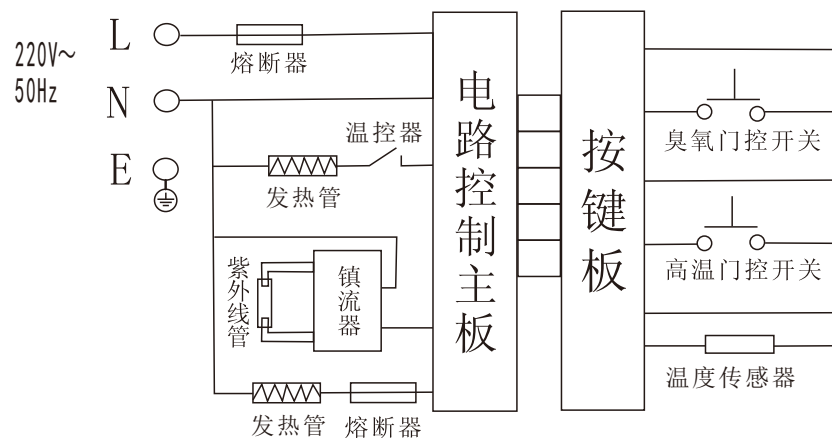 220V～
50Hz
L
N
E
熔断器
温控器
发热管
紫外线管
镇流器
发热管
熔断器
电路控制主板
按键板
臭氧门控开关
高温门控开关
温度传感器